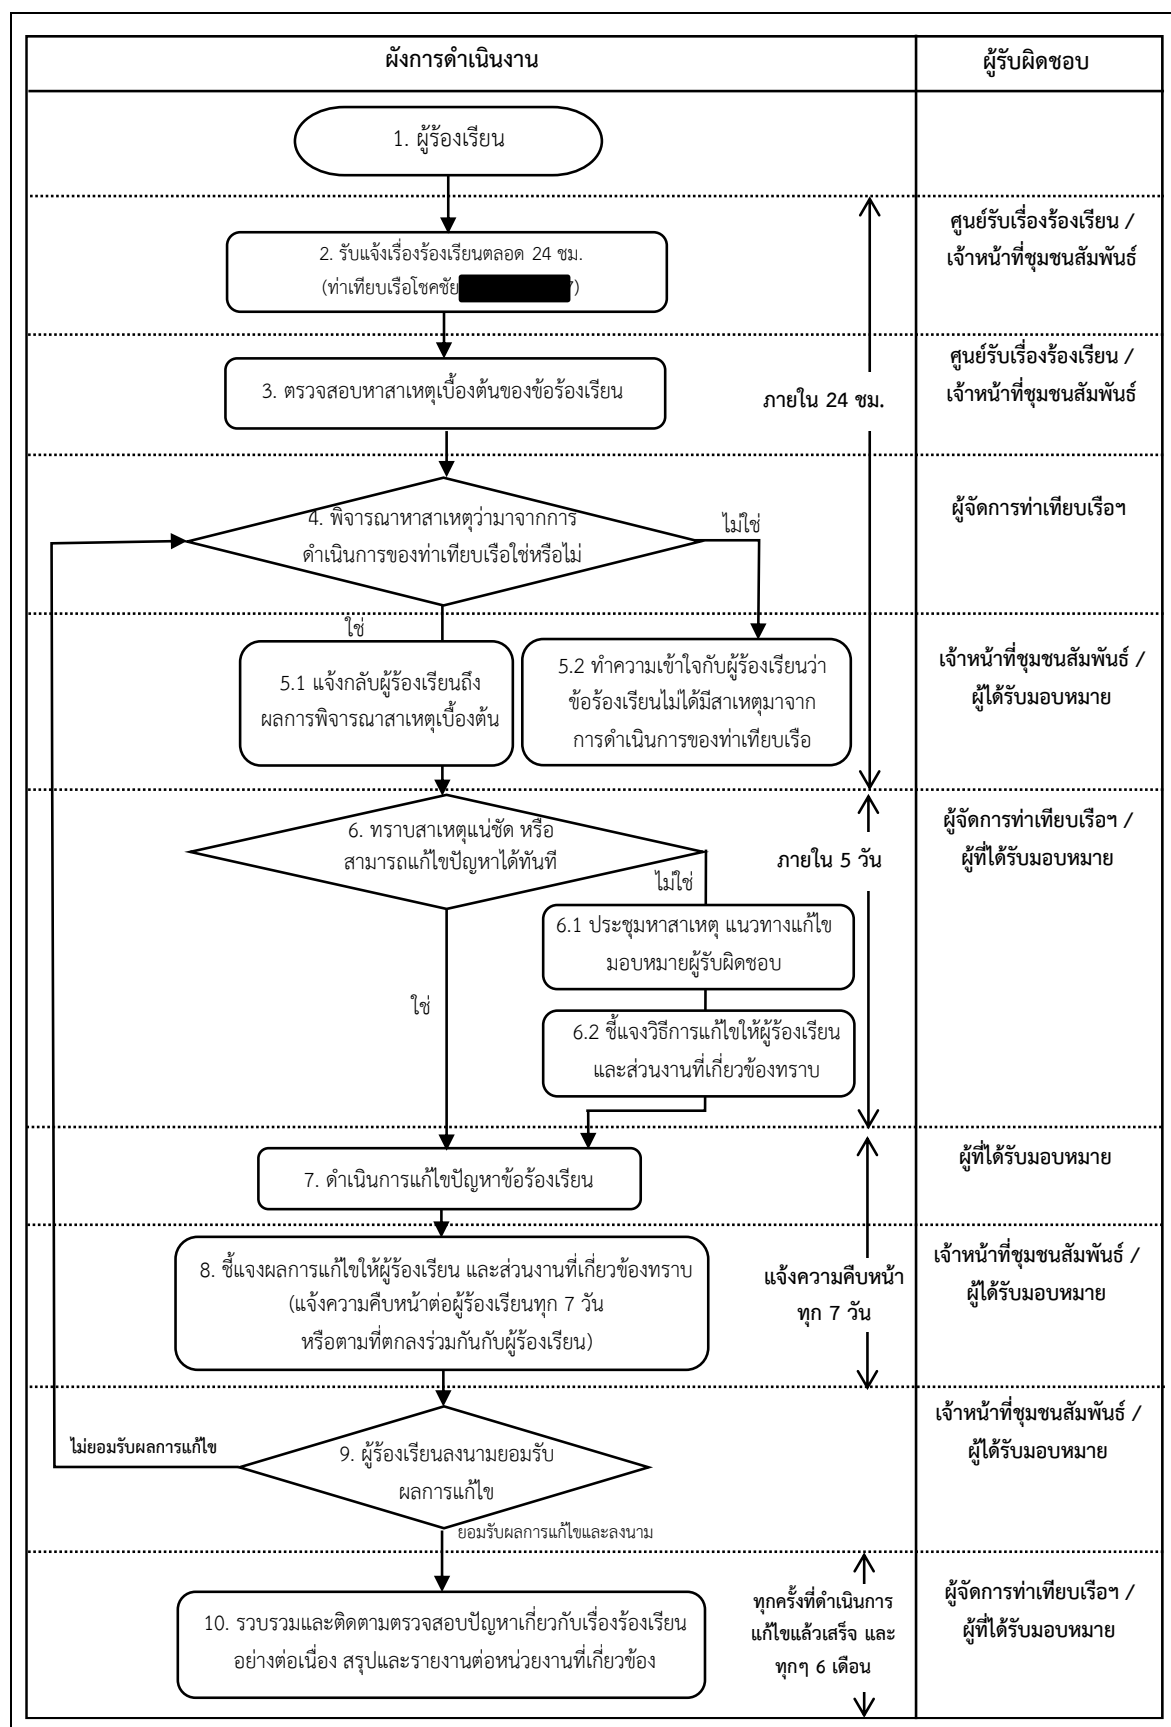 ผังการดำเนินงาน
ผู้รับผิดชอบ
1. ผู้ร้องเรียน
2. รับแจ้งเรื่องร้องเรียนตลอด 24 ชม.
(ท่าเทียบเรือโชคชัย )
ศูนย์รับเรื่องร้องเรียน /
เจ้าหน้าที่ชุมชนสัมพันธ์
3. ตรวจสอบหาสาเหตุเบื้องต้นของข้อร้องเรียน
ภายใน 24 ชม.
ศูนย์รับเรื่องร้องเรียน /
เจ้าหน้าที่ชุมชนสัมพันธ์
4. พิจารณาหาสาเหตุว่ามาจากการ
ดำเนินการของท่าเทียบเรือใช่หรือไม่
ไม่ใช่
ผู้จัดการท่าเทียบเรือฯ
ใช่
5.1 แจ้งกลับผู้ร้องเรียนถึง
ผลการพิจารณาสาเหตุเบื้องต้น
5.2 ทำความเข้าใจกับผู้ร้องเรียนว่า
ข้อร้องเรียนไม่ได้มีสาเหตุมาจาก
การดำเนินการของท่าเทียบเรือ
เจ้าหน้าที่ชุมชนสัมพันธ์ /
ผู้ได้รับมอบหมาย
6. ทราบสาเหตุแน่ชัด หรือ
สามารถแก้ไขปัญหาได้ทันที
ไม่ใช่
ภายใน 5 วัน
ผู้จัดการท่าเทียบเรือฯ /
ผู้ที่ได้รับมอบหมาย
6.1 ประชุมหาสาเหตุ แนวทางแก้ไข
มอบหมายผู้รับผิดชอบ
ใช่
6.2 ชี้แจงวิธีการแก้ไขให้ผู้ร้องเรียน
และส่วนงานที่เกี่ยวข้องทราบ
7. ดำเนินการแก้ไขปัญหาข้อร้องเรียน
ผู้ที่ได้รับมอบหมาย
8. ชี้แจงผลการแก้ไขให้ผู้ร้องเรียน และส่วนงานที่เกี่ยวข้องทราบ
(แจ้งความคืบหน้าต่อผู้ร้องเรียนทุก 7 วัน
หรือตามที่ตกลงร่วมกันกับผู้ร้องเรียน)
แจ้งความคืบหน้า
ทุก 7 วัน
เจ้าหน้าที่ชุมชนสัมพันธ์ /
ผู้ได้รับมอบหมาย
ไม่ยอมรับผลการแก้ไข
9. ผู้ร้องเรียนลงนามยอมรับ
ผลการแก้ไข
ยอมรับผลการแก้ไขและลงนาม
เจ้าหน้าที่ชุมชนสัมพันธ์ /
ผู้ได้รับมอบหมาย
10. รวบรวมและติดตามตรวจสอบปัญหาเกี่ยวกับเรื่องร้องเรียน
อย่างต่อเนื่อง สรุปและรายงานต่อหน่วยงานที่เกี่ยวข้อง
ทุกครั้งที่ดำเนินการ
แก้ไขแล้วเสร็จ และ
ทุกๆ 6 เดือน
ผู้จัดการท่าเทียบเรือฯ /
ผู้ที่ได้รับมอบหมาย